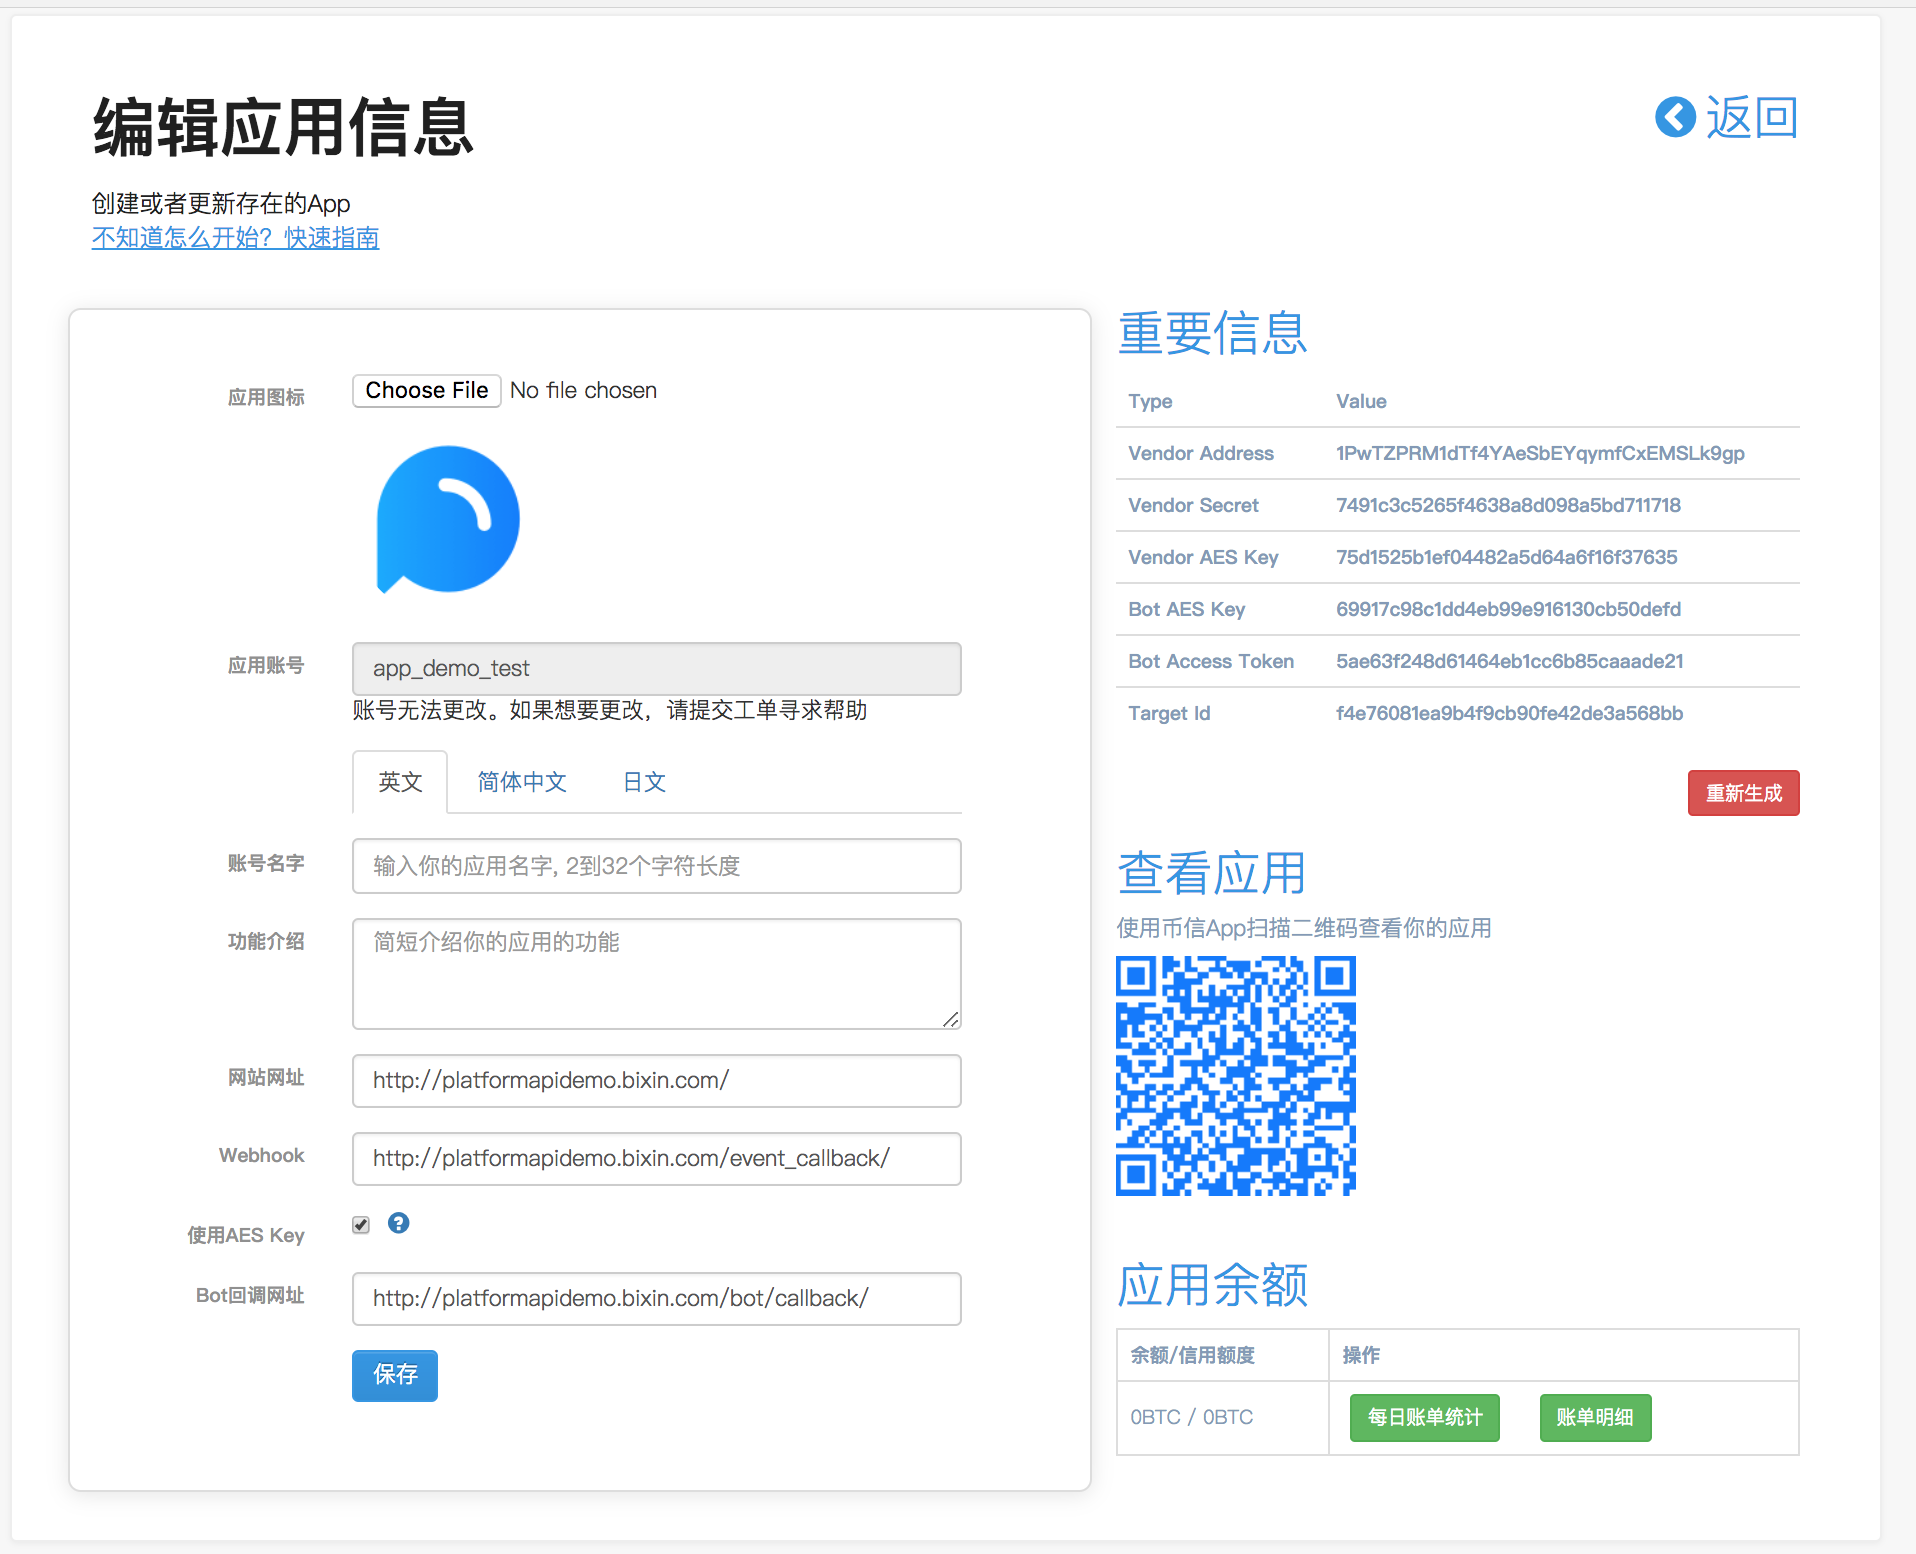 编辑应用信息
返回
创建或者更新存在的App
不知道怎么开始？快速指南
应用图标
Choose File No file chosen
应用账号
app_demo_test
账号无法更改。如果想要更改，请提交工单寻求帮助
英文 简体中文 日文
账号名字
输入你的应用名字, 2到32个字符长度
功能介绍
简短介绍你的应用的功能
网站网址
http://platformapidemo.bixin.com/
Webhook
http://platformapidemo.bixin.com/event_callback/
使用AES Key
Bot回调网址
http://platformapidemo.bixin.com/bot/callback/
保存
重要信息
Type Value
Vendor Address 1PwTZPRM1dTf4YAeSbEYqymfCxEMSLk9gp
Vendor Secret 7491c3c5265f4638a8d098a5bd711718
Vendor AES Key 75d1525b1ef04482a5d64a6f16f37635
Bot AES Key 69917c98c1dd4eb99e916130cb50defd
Bot Access Token 5ae63f248d61464eb1cc6b85caaade21
Target Id f4e76081ea9b4f9cb90fe42de3a568bb
重新生成
查看应用
使用币信App扫描二维码查看你的应用
应用余额
余额/信用额度 操作
0BTC / 0BTC 每日账单统计 账单明细